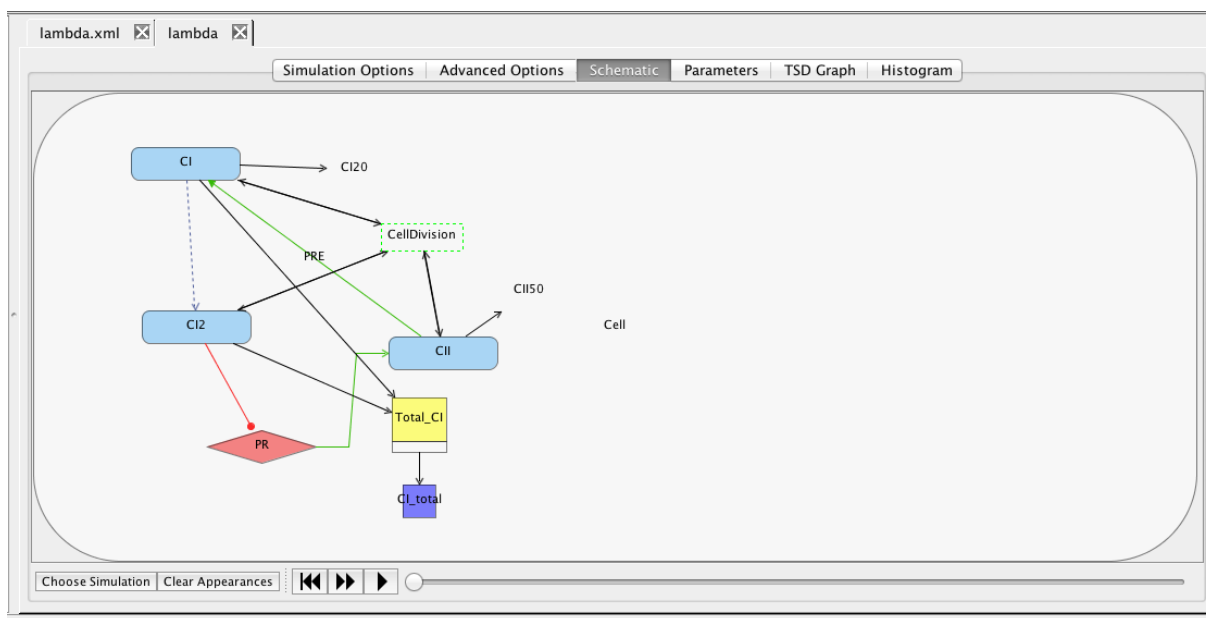 lambda.xml
lambda
Simulation Options
Advanced Options
Schematic
Parameters
TSD Graph
Histogram
CI
CI20
CellDivision
PRE
CII50
CI2
Cell
CII
Total_CI
PR
CI_total
Choose Simulation
Clear Appearances